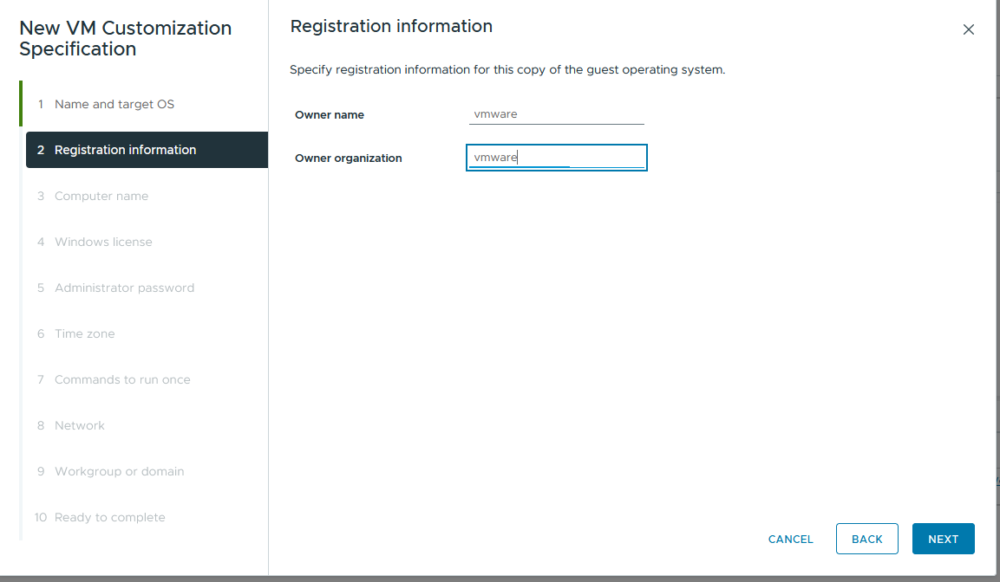 New VM Customization
Specification
1 Name and target OS
2 Registration information
3 Computer name
4 Windows license
5 Administrator password
6 Time zone
7 Commands to run once
8 Network
9 Workgroup or domain
10 Ready to complete
Registration information
Specify registration information for this copy of the guest operating system.
Owner name vmware
Owner organization vmware
CANCEL BACK NEXT